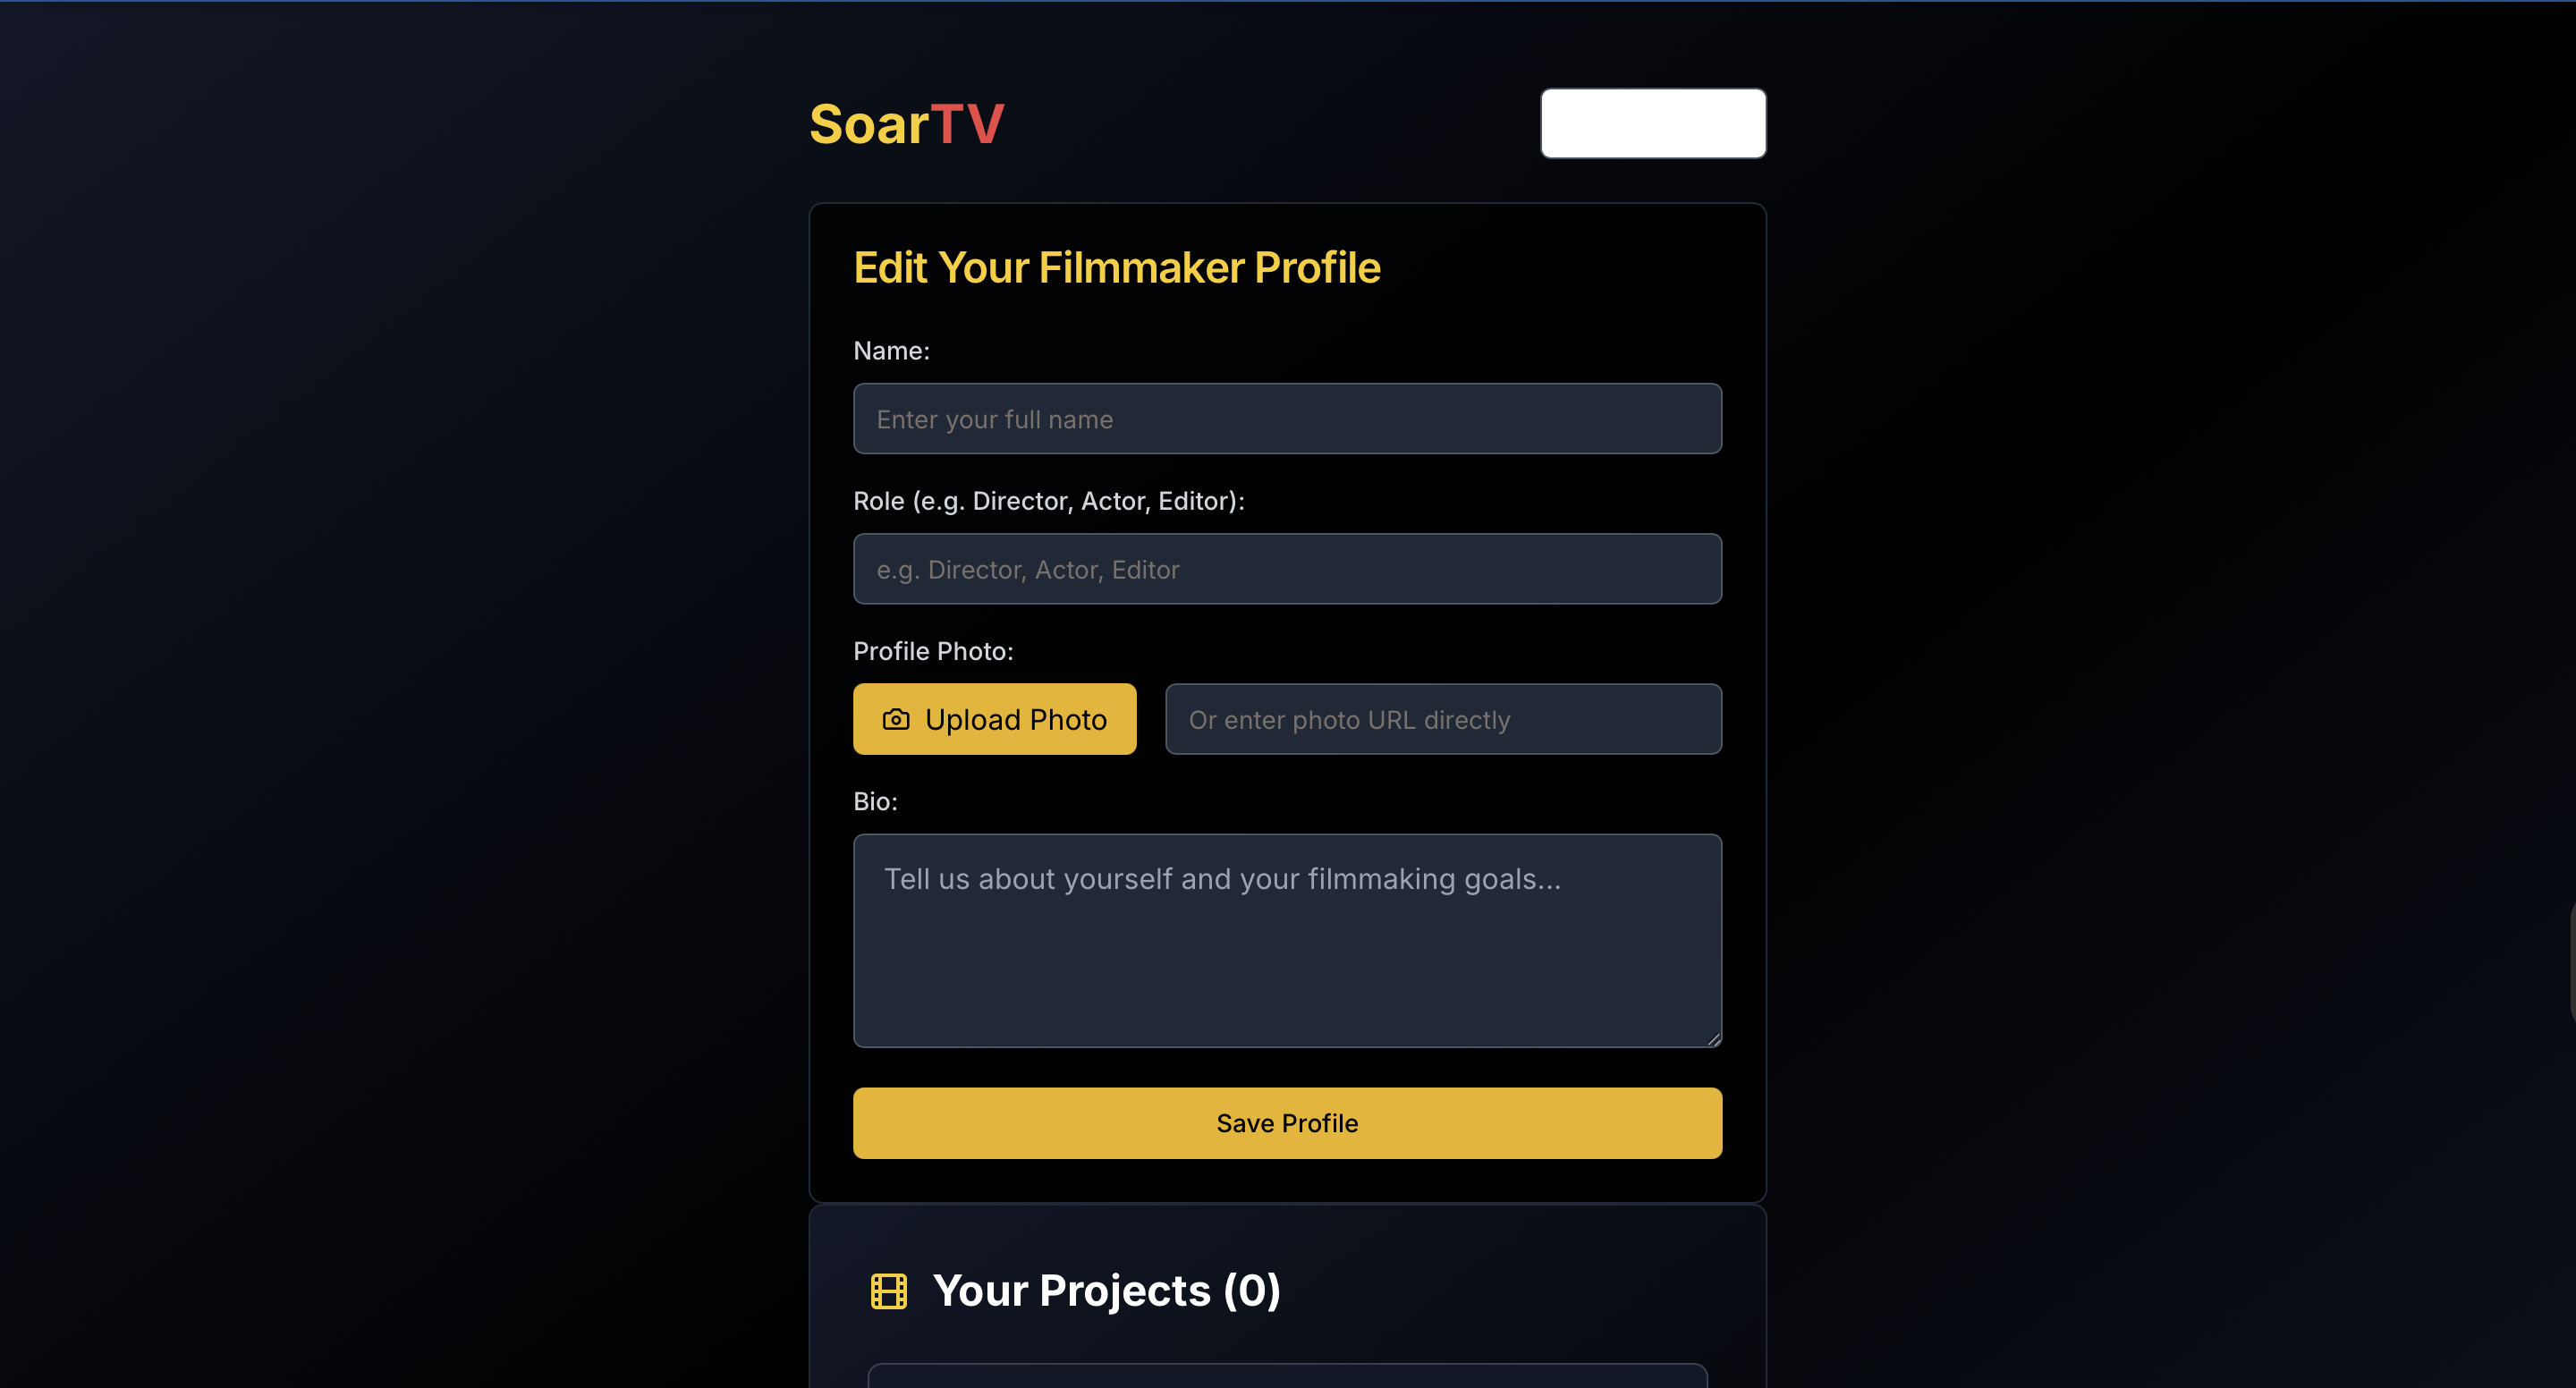 SoarTV
Edit Your Filmmaker Profile
Name:
Enter your full name
Role (e.g. Director, Actor, Editor):
e.g. Director, Actor, Editor
Profile Photo:
Upload Photo
Or enter photo URL directly
Bio:
Tell us about yourself and your filmmaking goals...
Save Profile
Your Projects (0)